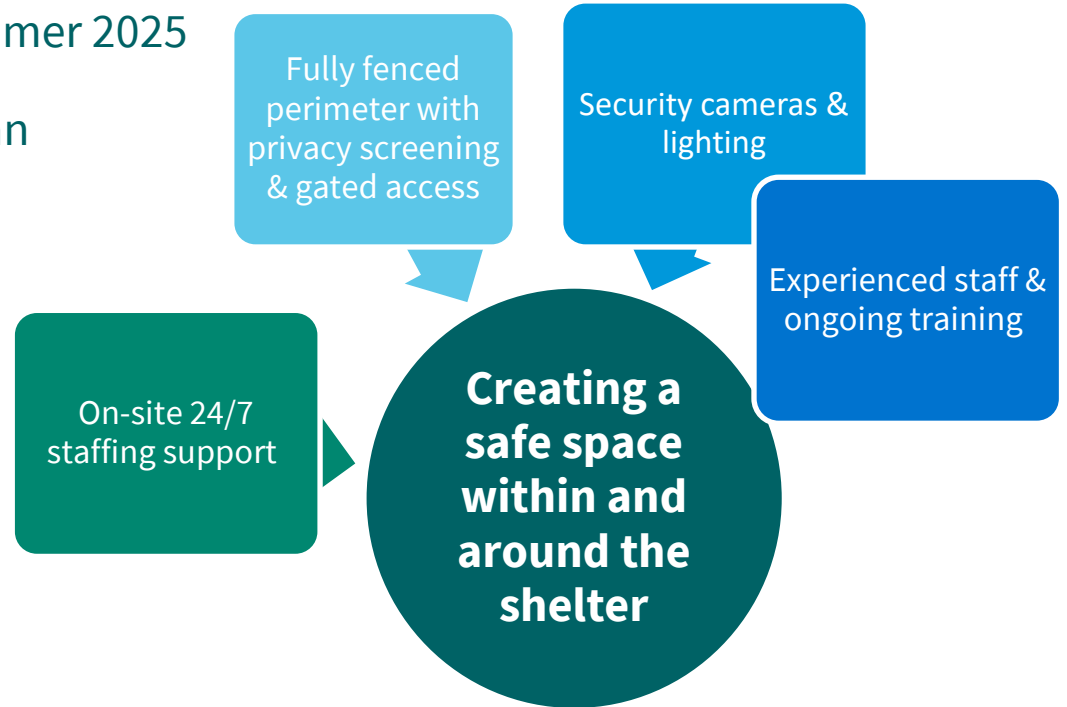 mer 2025
n
Fully fenced
perimeter with
privacy screening
& gated access
Security cameras &
lighting
Experienced staff &
ongoing training
On-site 24/7
staffing support
Creating a
safe space
within and
around the
shelter